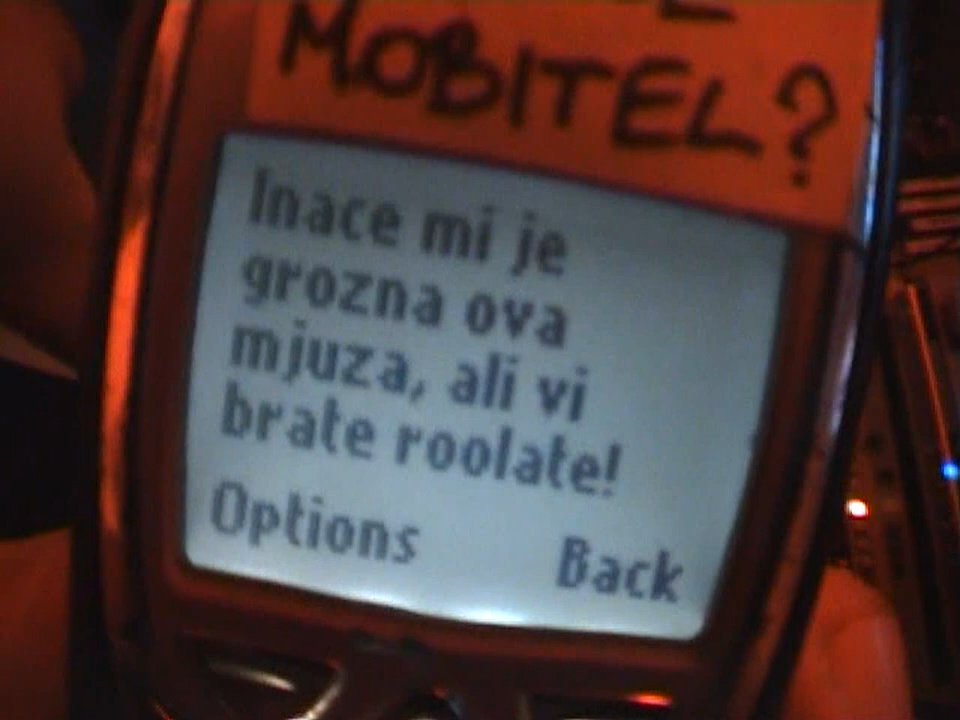 MOBITEL?
Inace mi je
grozna ova
mjuza, ali vi
brate roolate!
Options Back